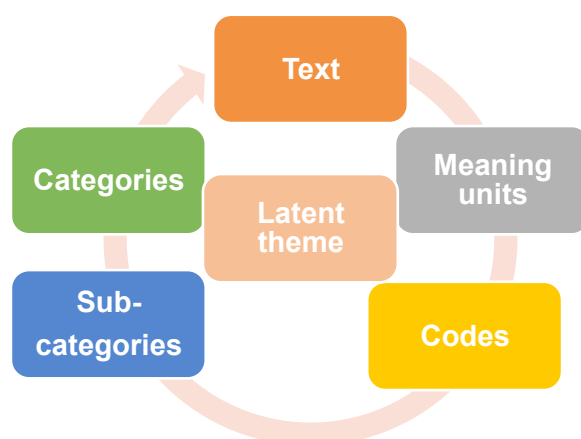 Text
Meaning
units
Codes
Sub-
categories
Categories
Latent
theme